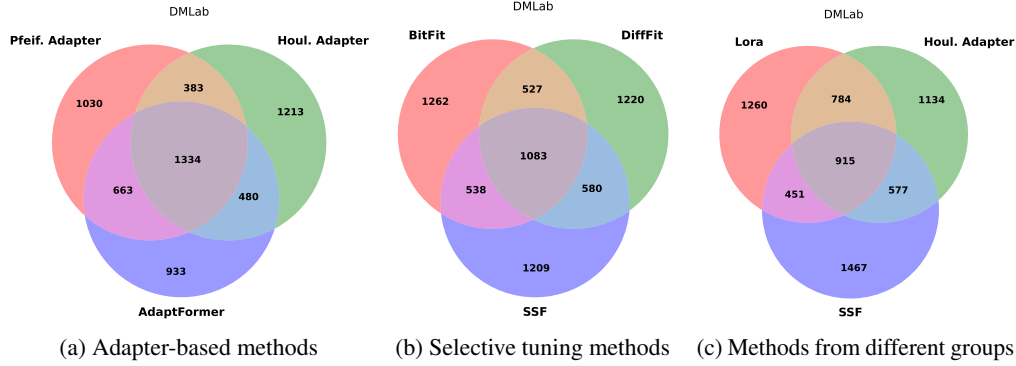 DMLab
Pfeif. Adapter
Houl. Adapter
383
1030
1213
1334
663
480
933
AdaptFormer
(a) Adapter-based methods
DMLab
BitFit
DiffFit
527
1262
1220
1083
538
580
1209
SSF
(b) Selective tuning methods
DMLab
Lora
Houl. Adapter
784
1260
1134
915
451
577
1467
SSF
(c) Methods from different groups